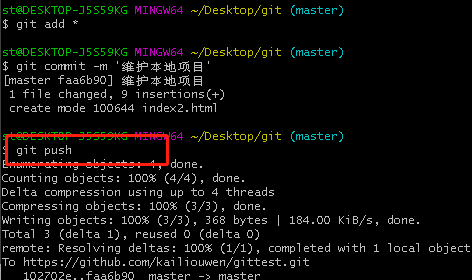 st@DESKTOP-J5S59KG MINGW64 ~/Desktop/git (master)
$ git add *
st@DESKTOP-J5S59KG MINGW64 ~/Desktop/git (master)
$ git commit -m '维护本地项目'
[master faa6b90] 维护本地项目
1 file changed, 9 insertions(+)
create mode 100644 index2.html
st@DESKTOP-J5S59KG MINGW64 ~/Desktop/git (master)
$ git push
Enumerating objects: 4, done.
Counting objects: 100% (4/4), done.
Delta compression using up to 4 threads
Compressing objects: 100% (3/3), done.
Writing objects: 100% (3/3), 368 bytes | 184.00 KiB/s, done.
Total 3 (delta 1), reused 0 (delta 0)
remote: Resolving deltas: 100% (1/1), completed with 1 local object
To https://github.com/kailiouwen/gittest.git
102702e..faa6b90 master -> master